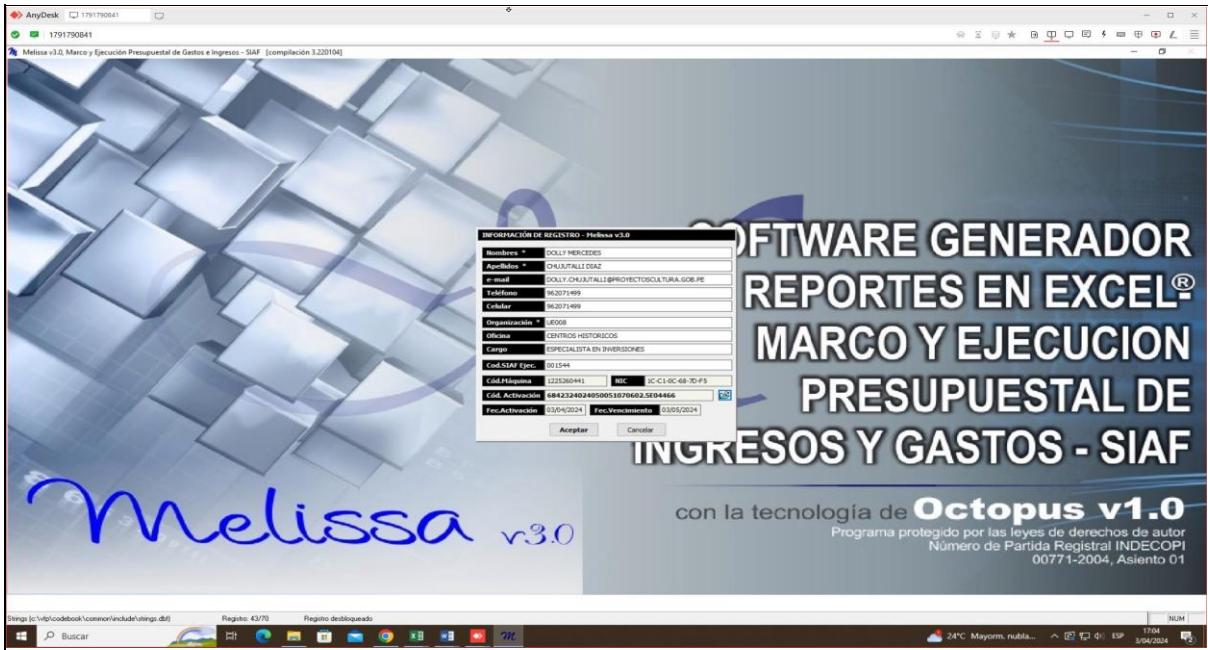 AnyDesk 1791790841
1791790841
Melissa v3.0, Marco y Ejecución Presupuestal de Gastos e Ingresos - SIAF [compilación 3.220104]
SOFTWARE GENERADOR
REPORTES EN EXCEL®
MARCO Y EJECUCION
PRESUPUESTAL DE
INGRESOS Y GASTOS - SIAF
INFORMACIÓN DE REGISTRO - Melissa v3.0
Nombres * DOLLY MERCEDES
Apellidos * CHUJUTALLI DIAZ
e-mail DOLLY.CHUJUTALLI@PROYECTOSCULTURA.GOB.PE
Teléfono 962071499
Celular 962071499
Organización * UE008
Oficina CENTROS HISTORICOS
Cargo ESPECIALISTA EN INVERSIONES
Cod.SIAF Ejec. 001544
Cód.Máquina 1225260441 NIC 1C-C1-0C-68-7D-F5
Cód. Activación 6842324024050051070602.5E04466
Fec.Activación 03/04/2024 Fec.Vencimiento 03/05/2024
Aceptar Cancelar
Melissa v3.0
con la tecnología de Octopus v1.0
Programa protegido por las leyes de derechos de autor
Número de Partida Registral INDECOPI
00771-2004, Asiento 01
Strings (c:\vfp\codebook\common\include\strings.dbf) Registro: 43/70 Registro desbloqueado NUM
Buscar 24°C Mayorm. nubla... ESP 17:04
3/04/2024